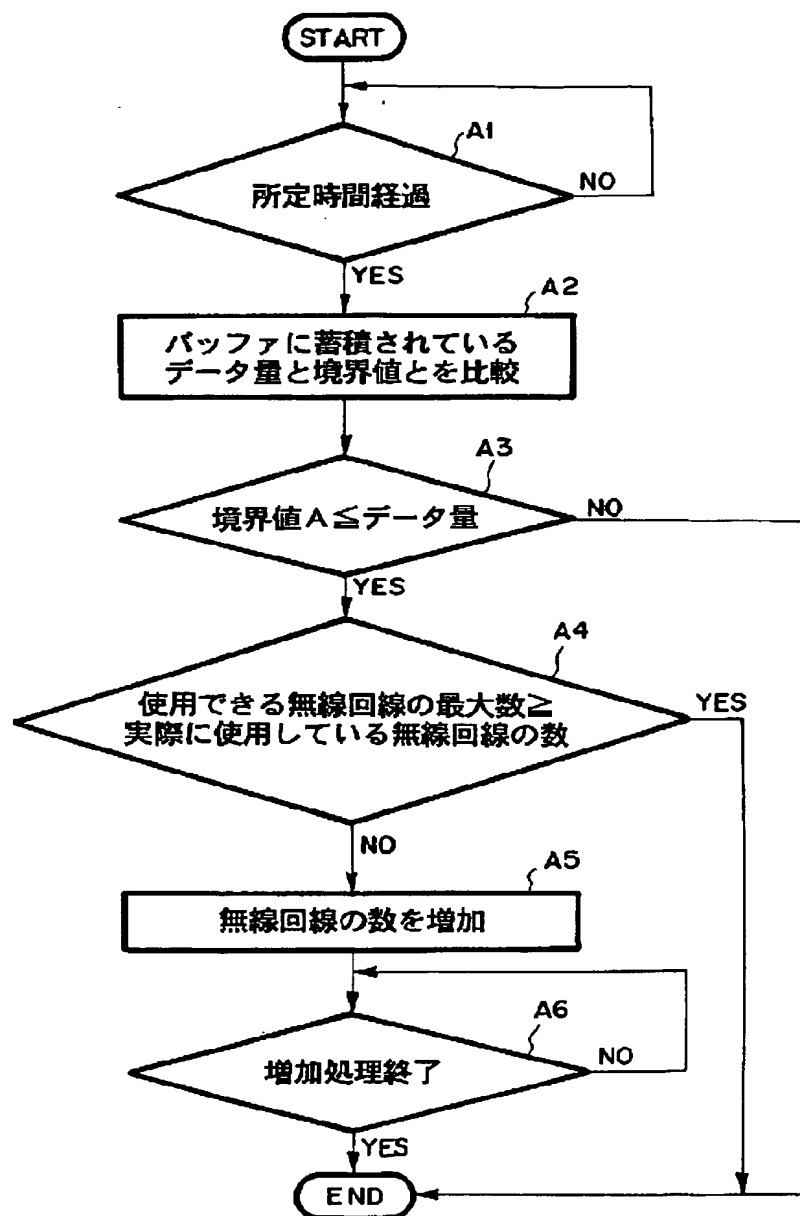 START
A1
所定時間経過
NO
YES
A2
バッファに蓄積されている
データ量と境界値とを比較
A3
境界値A≦データ量
NO
YES
A4
使用できる無線回線の最大数≧
実際に使用している無線回線の数
YES
NO
A5
無線回線の数を増加
A6
増加処理終了
NO
YES
END